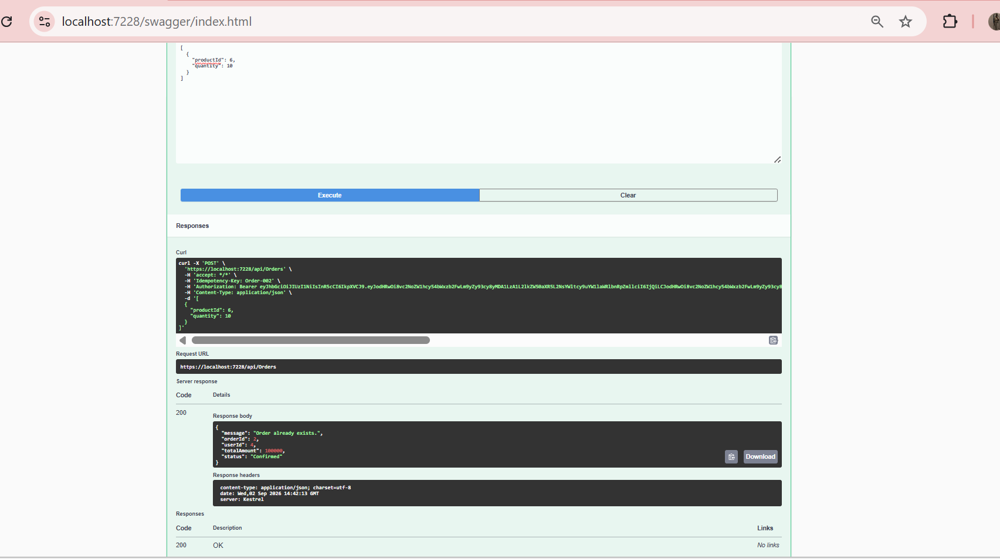 localhost:7228/swagger/index.html
[
{
"productId": 6,
"quantity": 10
}
]
Execute
Clear
Responses
Curl
curl -X 'POST' \
'https://localhost:7228/api/Orders' \
-H 'accept: */*' \
-H 'Idempotency-Key: Order-002' \
-H 'Authorization: Bearer
-H 'Content-Type: application/json' \
-d '[
{
"productId": 6,
"quantity": 10
}
]'
Request URL
https://localhost:7228/api/Orders
Server response
Code Details
200
Response body
{
"message": "Order already exists.",
"orderId": 2,
"userId": 4,
"totalAmount": 100000,
"status": "Confirmed"
}
Download
Response headers
content-type: application/json; charset=utf-8
date: Wed,02 Sep 2026 14:42:13 GMT
server: Kestrel
Responses
Code Description Links
200 OK No links